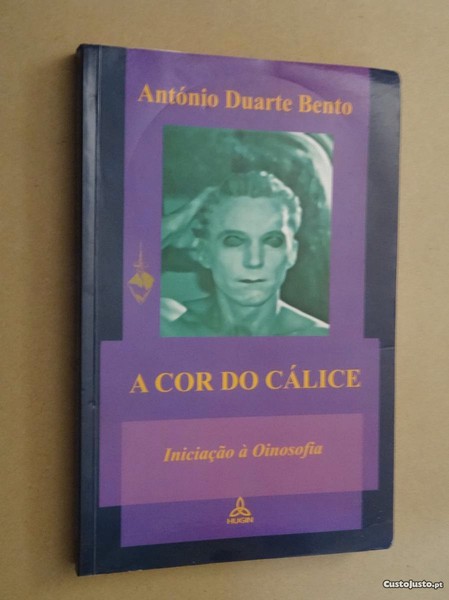 António Duarte Bento
A COR DO CÁLICE
Iniciação à Oinosofia
HUGIN
CustoJusto.pt